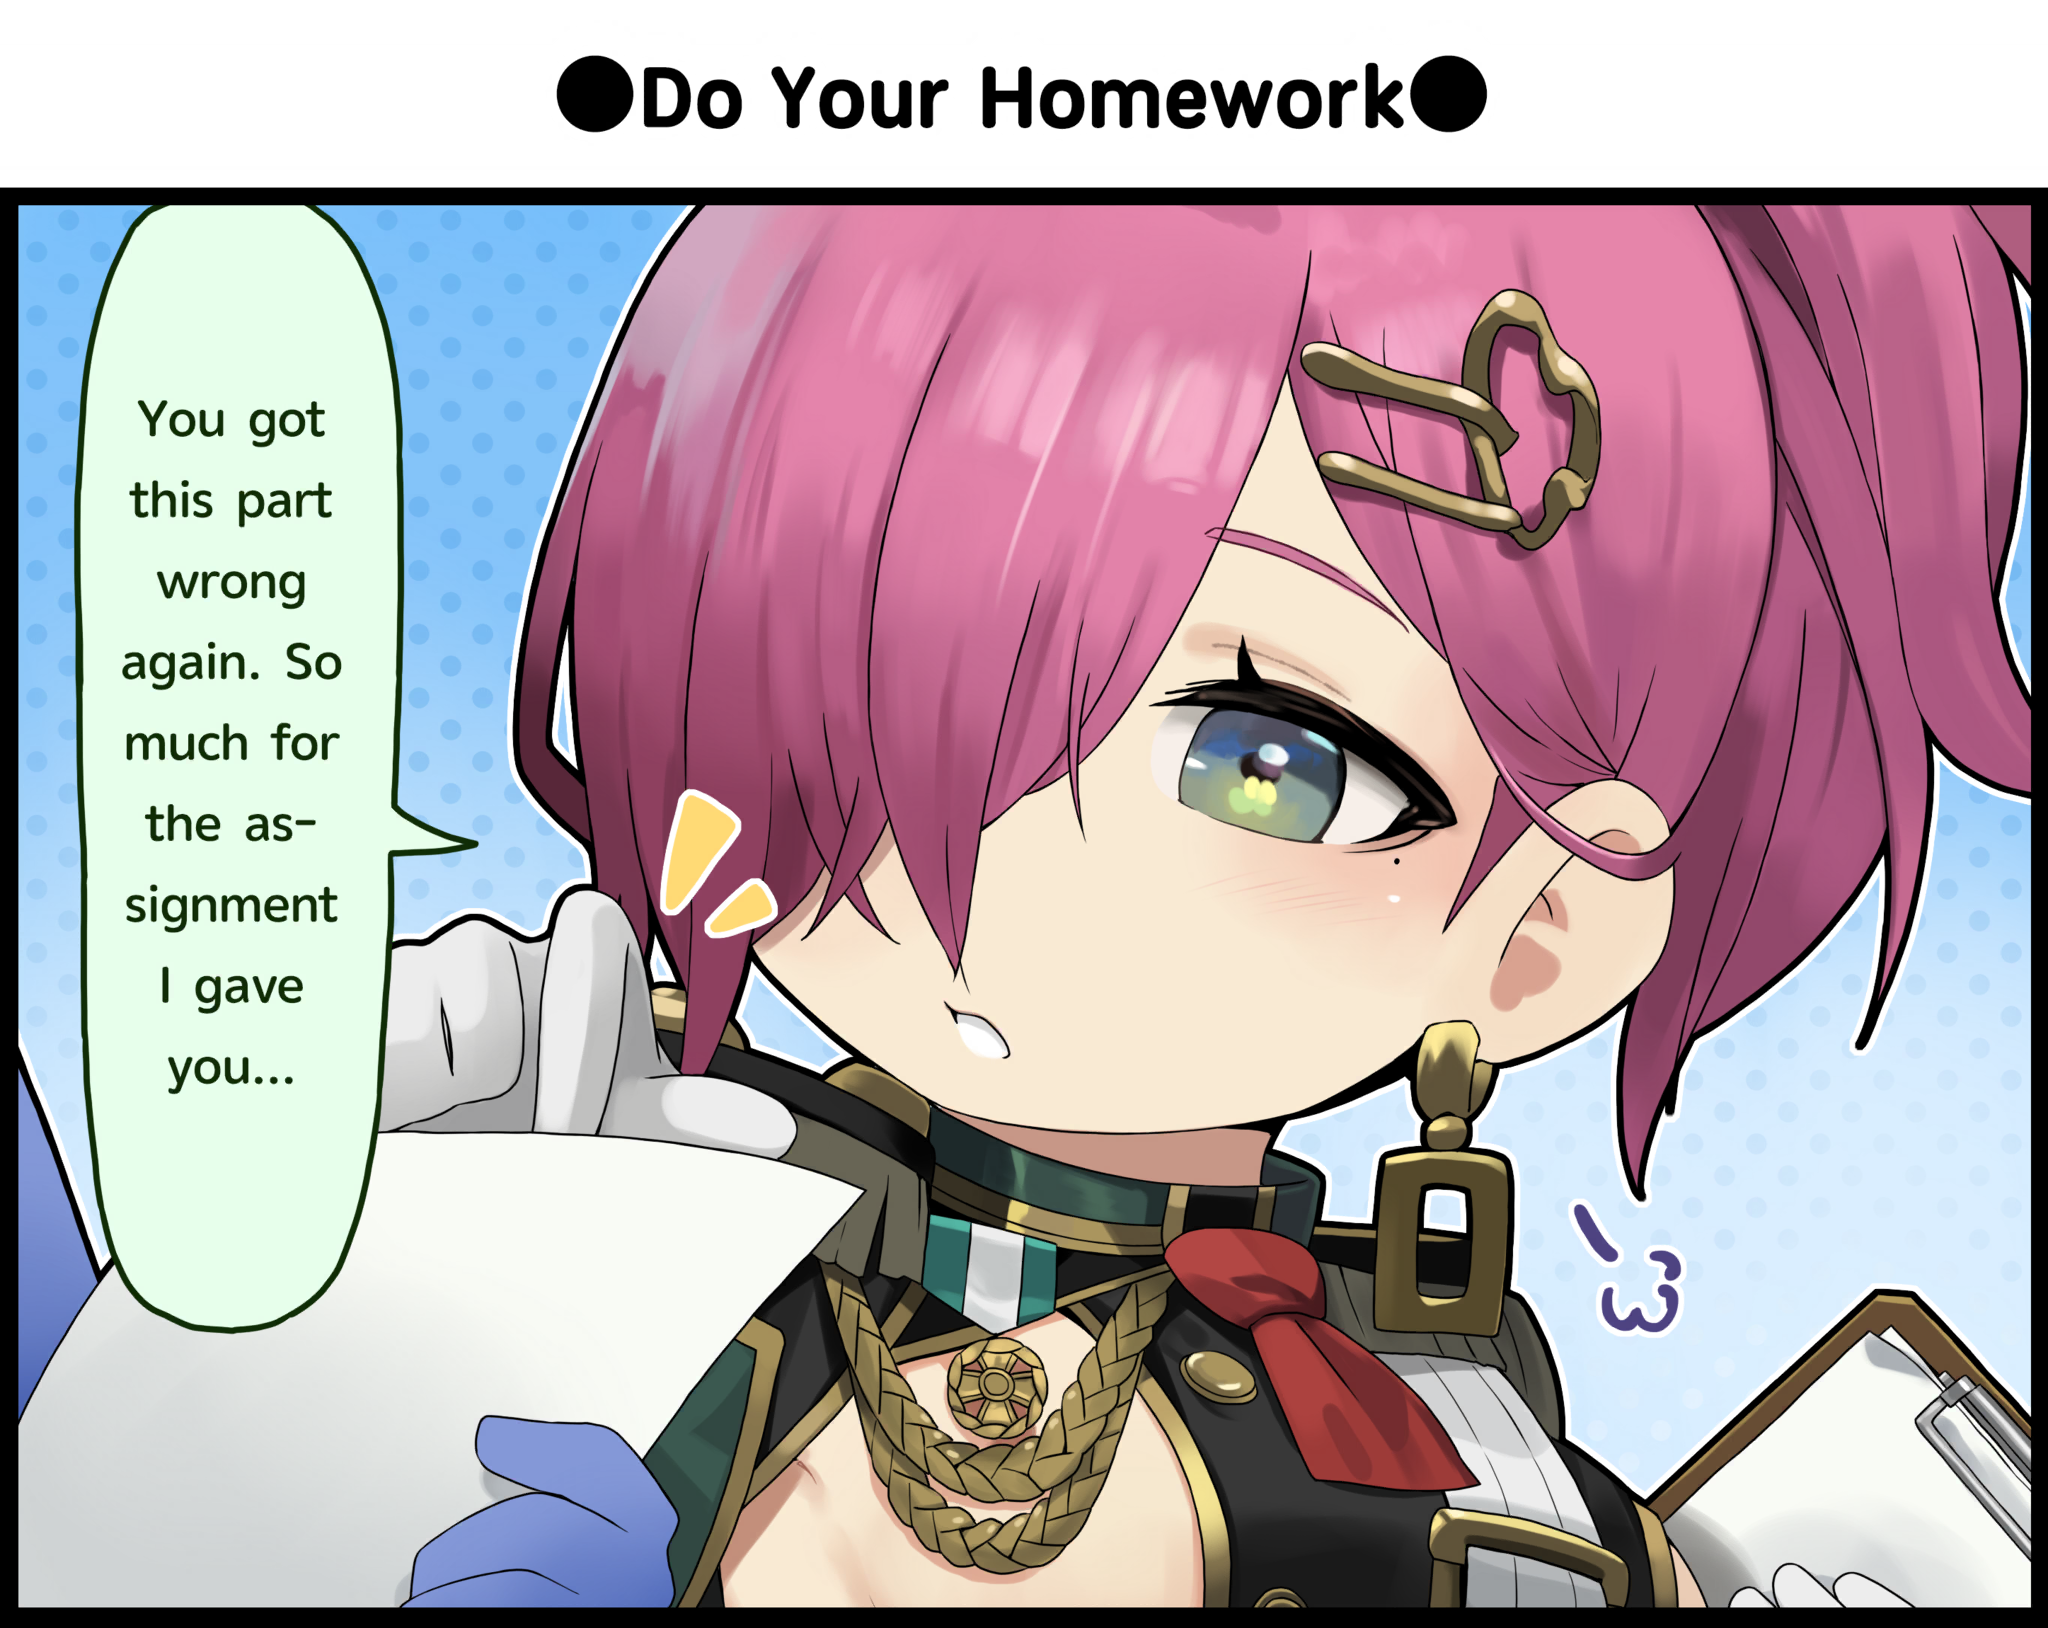 ●Do Your Homework●
You got
this part
wrong
again. So
much for
the as-
signment
I gave
you...